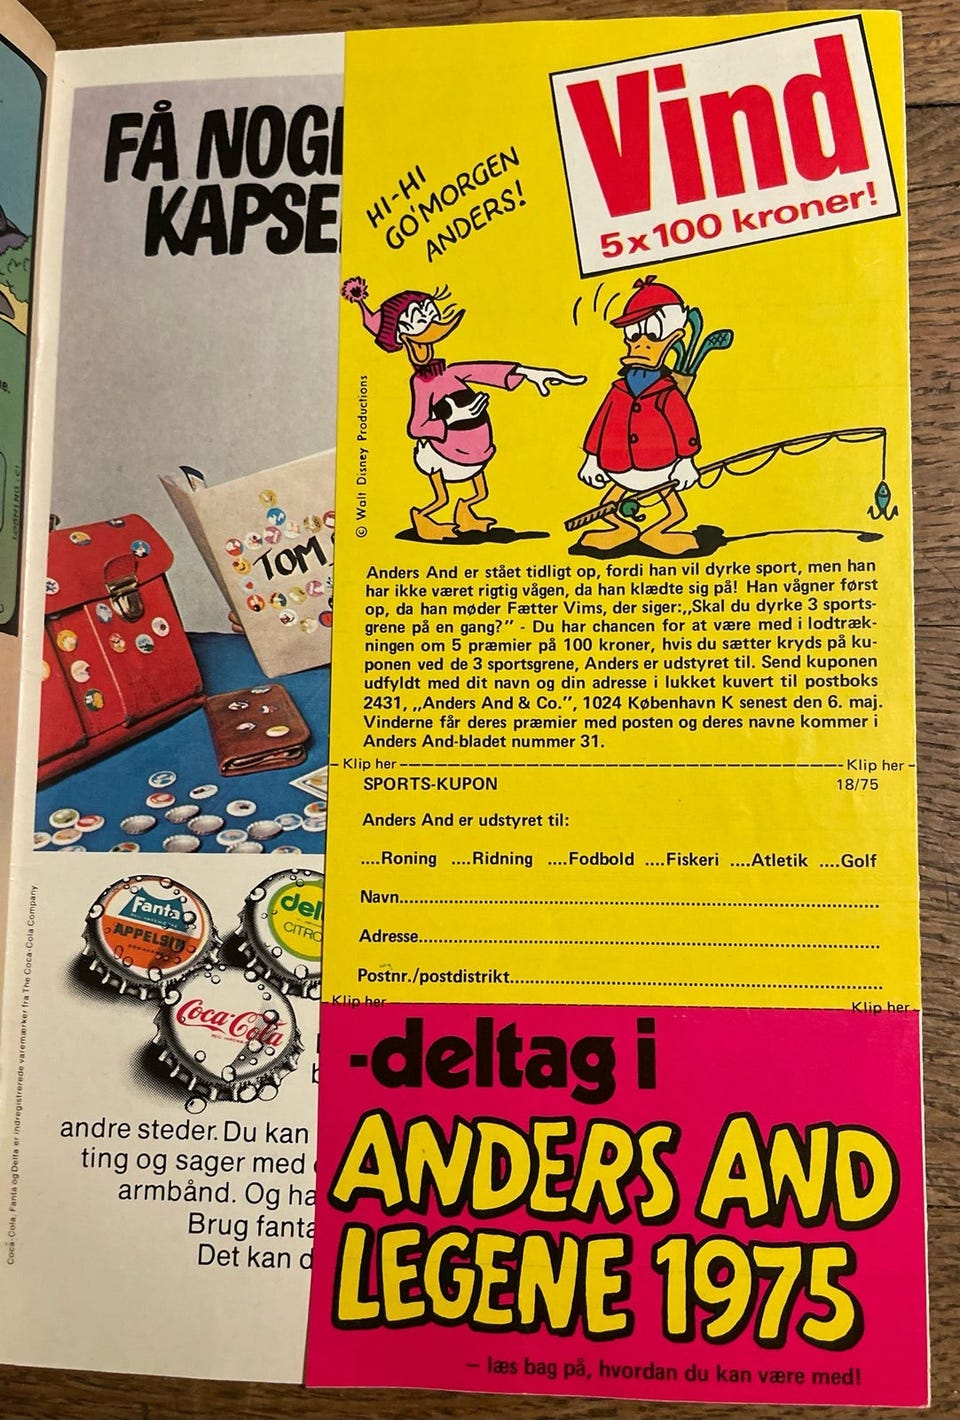 FÅ NOG
KAPSE
TOM
Fanta
APPELSIN
CITRO
Coca-Cola
andre steder. Du kan
ting og sager med
armbånd. Og ha
Brug fanta
Det kan d
Coca-Cola, Fanta og Delta er indregistrerede varemærker fra The Coca-Cola Company
Vind
5x100 kroner!
HI-HI
GO'MORGEN
ANDERS!
© Walt Disney Productions
Anders And er stået tidligt op, fordi han vil dyrke sport, men han
har ikke været rigtig vågen, da han klædte sig på! Han vågner først
op, da han møder Fætter Vims, der siger:,,Skal du dyrke 3 sports-
grene på en gang?" - Du har chancen for at være med i lodtræk-
ningen om 5 præmier på 100 kroner, hvis du sætter kryds på ku-
ponen ved de 3 sportsgrene, Anders er udstyret til. Send kuponen
udfyldt med dit navn og din adresse i lukket kuvert til postboks
2431, ,,Anders And & Co.", 1024 København K senest den 6. maj.
Vinderne får deres præmier med posten og deres navne kommer i
Anders And-bladet nummer 31.
Klip her Klip her
SPORTS-KUPON 18/75
Anders And er udstyret til:
....Roning ....Ridning ....Fodbold ....Fiskeri ....Atletik ....Golf
Navn
Adresse
Postnr./postdistrikt
Klip her Klip her
-deltag i
ANDERS AND
LEGENE 1975
– læs bag på, hvordan du kan være med!